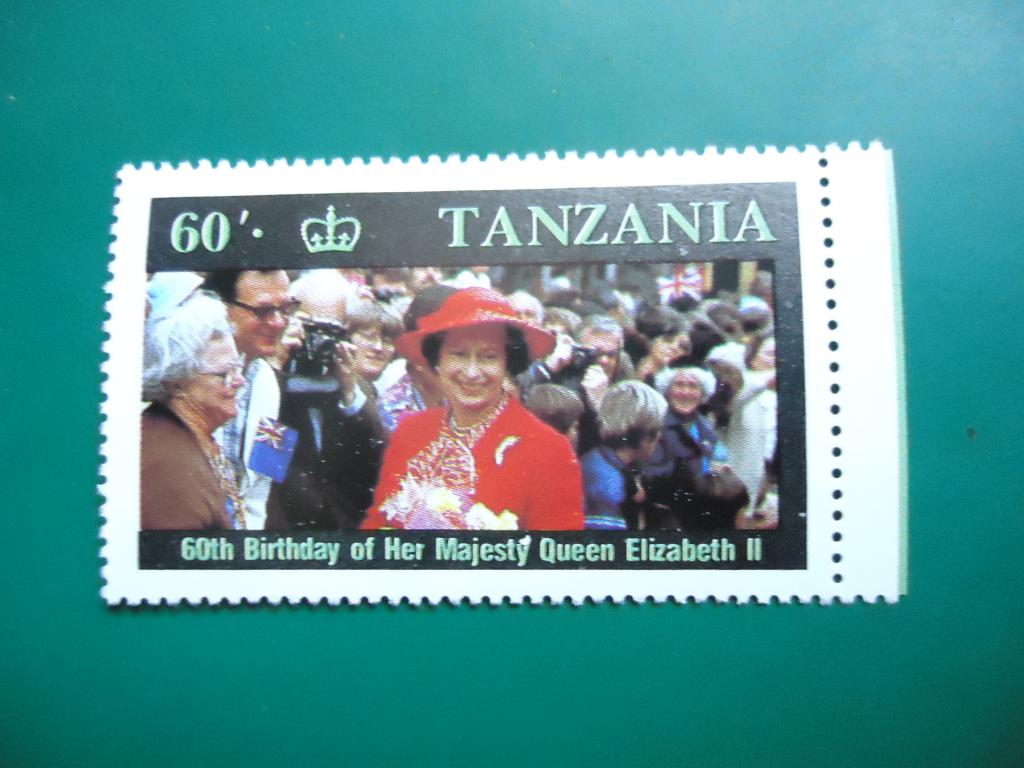 60'· TANZANIA
60th Birthday of Her Majesty Queen Elizabeth II